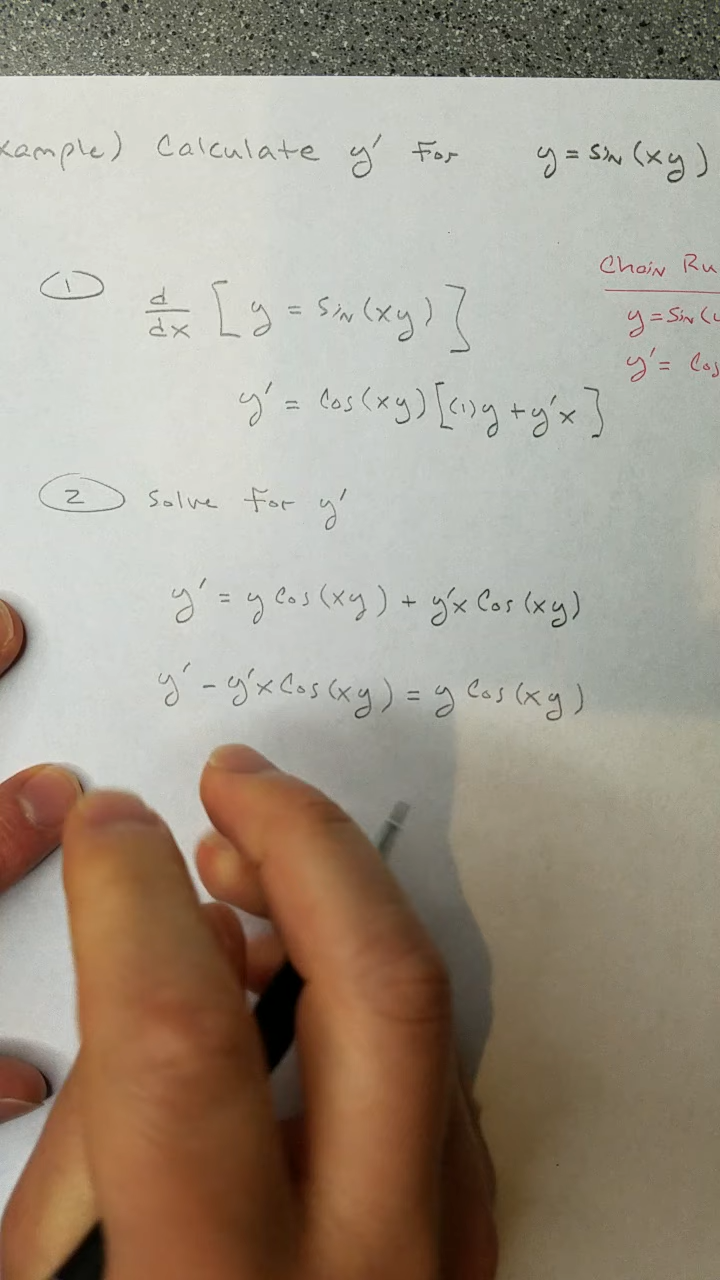 xample) Calculate y' For y = sin(xy)
Chain Ru
y = sin(
y' = Cos
① d/dx [y = sin(xy)]
y' = Cos(xy)[(1)y + y'x]
② Solve For y'
y' = y Cos(xy) + y'x Cos(xy)
y' - y'x Cos(xy) = y Cos(xy)